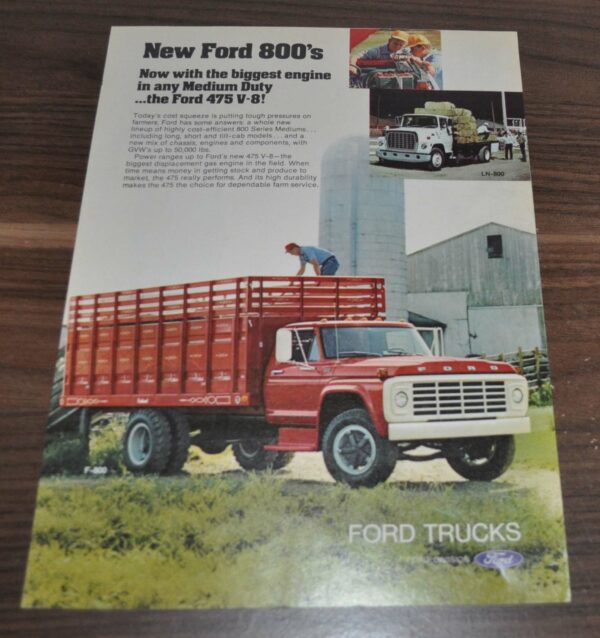 New Ford 800's
Now with the biggest engine
in any Medium Duty
...the Ford 475 V-8!
Today's cost squeeze is putting tough pressures on
farmers. Ford has some answers: a whole new
lineup of highly cost-efficient 800 Series Mediums...
including long, short and tilt-cab models... and a
new mix of chassis, engines and components, with
GVW's up to 50,000 lbs.
Power ranges up to Ford's new 475 V-8—the
biggest displacement gas engine in the field. When
time means money in getting stock and produce to
market, the 475 really performs. And its high durability
makes the 475 the choice for dependable farm service.
LN-800
FORD
F-800
FORD TRUCKS
Ford